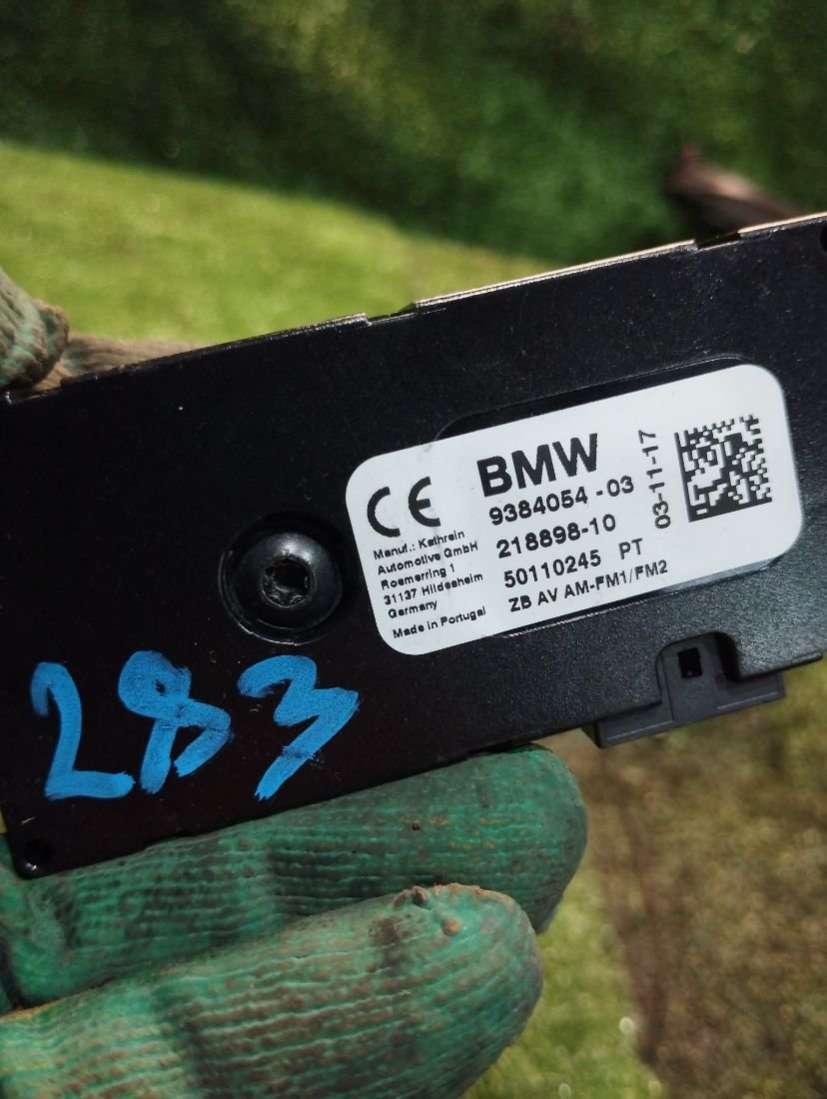 CE
Manuf.: Kathrein
Automotive GmbH
Roemerring 1
31137 Hildesheim
Germany
Made in Portugal
BMW
9384054 - 03
218898-10
50110245 PT
ZB AV AM-FM1/FM2
03-11-17
283